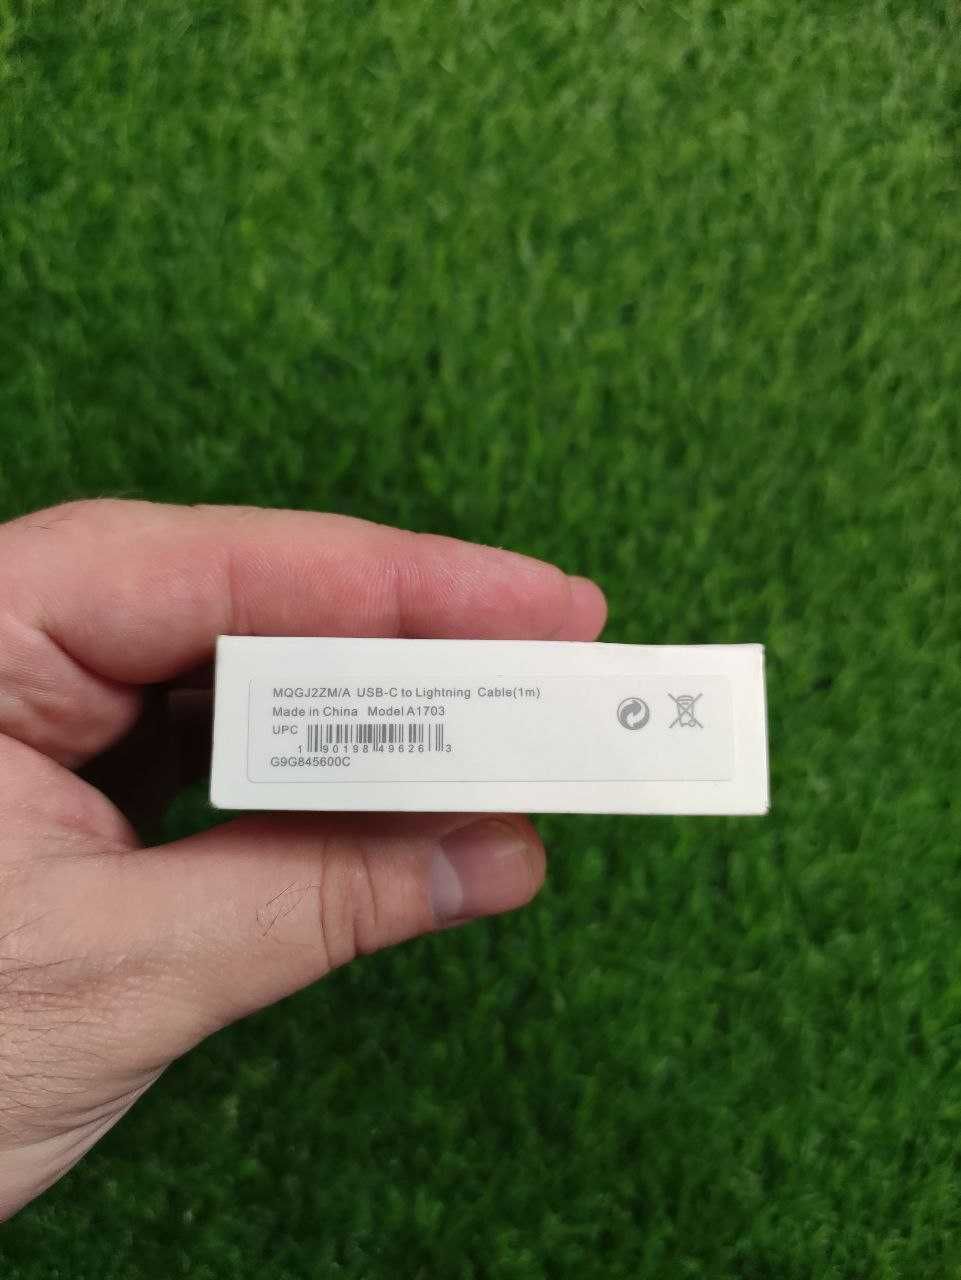 MQGJ2ZM/A USB-C to Lightning Cable(1m)
Made in China Model A1703
UPC
1 90198 49626 3
G9G845600C